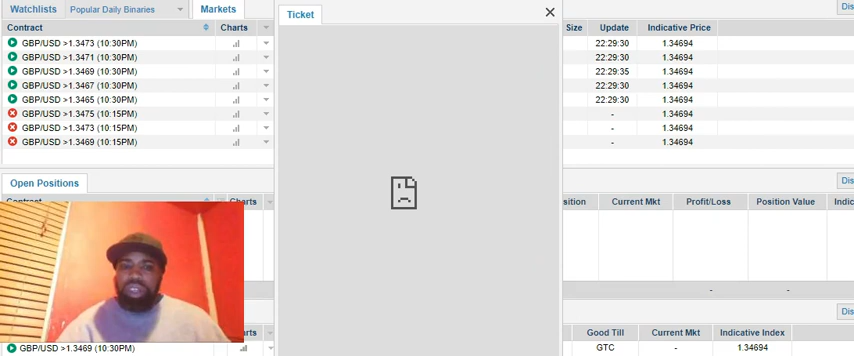 Watchlists Popular Daily Binaries Markets Ticket Dis
Contract Charts Size Update Indicative Price
GBP/USD >1.3473 (10:30PM) 22:29:30 1.34694
GBP/USD >1.3471 (10:30PM) 22:29:30 1.34694
GBP/USD >1.3469 (10:30PM) 22:29:35 1.34694
GBP/USD >1.3467 (10:30PM) 22:29:30 1.34694
GBP/USD >1.3465 (10:30PM) 22:29:30 1.34694
GBP/USD >1.3475 (10:15PM) - 1.34694
GBP/USD >1.3473 (10:15PM) - 1.34694
GBP/USD >1.3469 (10:15PM) - 1.34694
Open Positions Dis
Contract Charts sition Current Mkt Profit/Loss Position Value Indic
- -
Dis
arts Good Till Current Mkt Indicative Index
GBP/USD >1.3469 (10:30PM) GTC - 1.34694